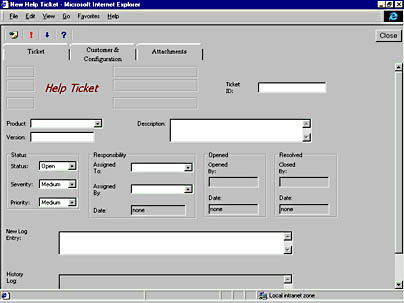 New Help Ticket - Microsoft Internet Explorer
File Edit View Go Favorites Help
Close
Ticket
Customer &
Configuration
Attachments
Help Ticket
Ticket
ID:
Product:
Version:
Description:
Status
Status: Open
Severity: Medium
Priority: Medium
Responsibility
Assigned
To:
Assigned
By:
Date: none
Opened
Opened
By:
Date:
none
Resolved
Closed
By:
Date:
none
New Log
Entry:
History
Log:
Local intranet zone